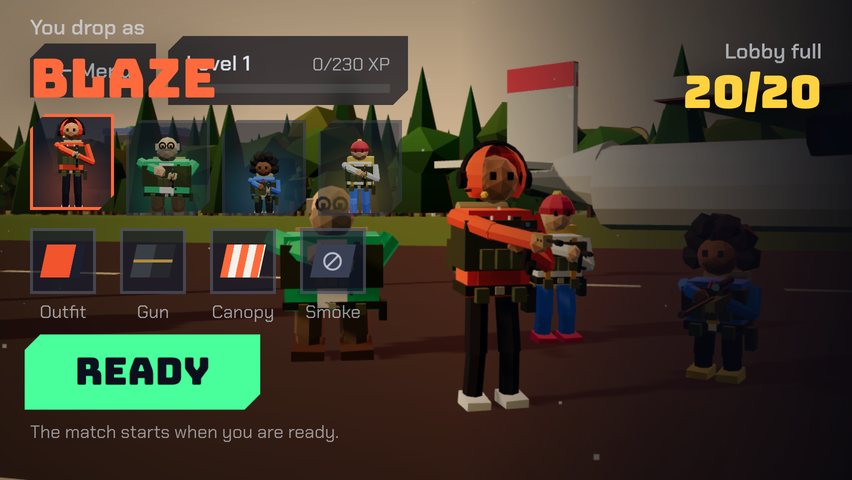 You drop as
BLAZE
← Menu
Level 1
0/230 XP
Lobby full
20/20
Outfit
Gun
Canopy
Smoke
READY
The match starts when you are ready.